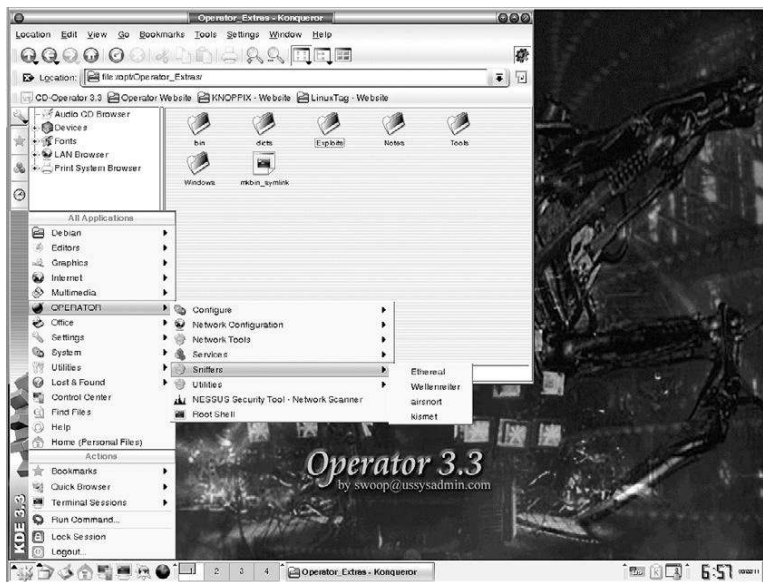 Operator_Extras - Konqueror
Location Edit View Go Bookmarks Tools Settings Window Help
Location: file:/opt/Operator_Extras/
CD-Operator 3.3 Operator Website KNOPPIX - Website LinuxTag - Website
Audio CD Browser
Devices
Fonts
LAN Browser
Print System Browser
bin dicts Exploits Notes Tools
Windows mkbin_symlink
All Applications
Debian
Editors
Graphics
Internet
Multimedia
OPERATOR
Office
Settings
System
Utilities
Lost & Found
Control Center
Find Files
Help
Home (Personal Files)
Actions
Bookmarks
Quick Browser
Terminal Sessions
Run Command...
Lock Session
Logout...
KDE 3.3
Configure
Network Configuration
Network Tools
Services
Sniffers
Utilities
NESSUS Security Tool - Network Scanner
Root Shell
Ethereal
Wellenreiter
airsnort
kismet
Operator 3.3
by swoop@ussysadmin.com
1 2 3 4 Operator_Extras - Konqueror
6:57